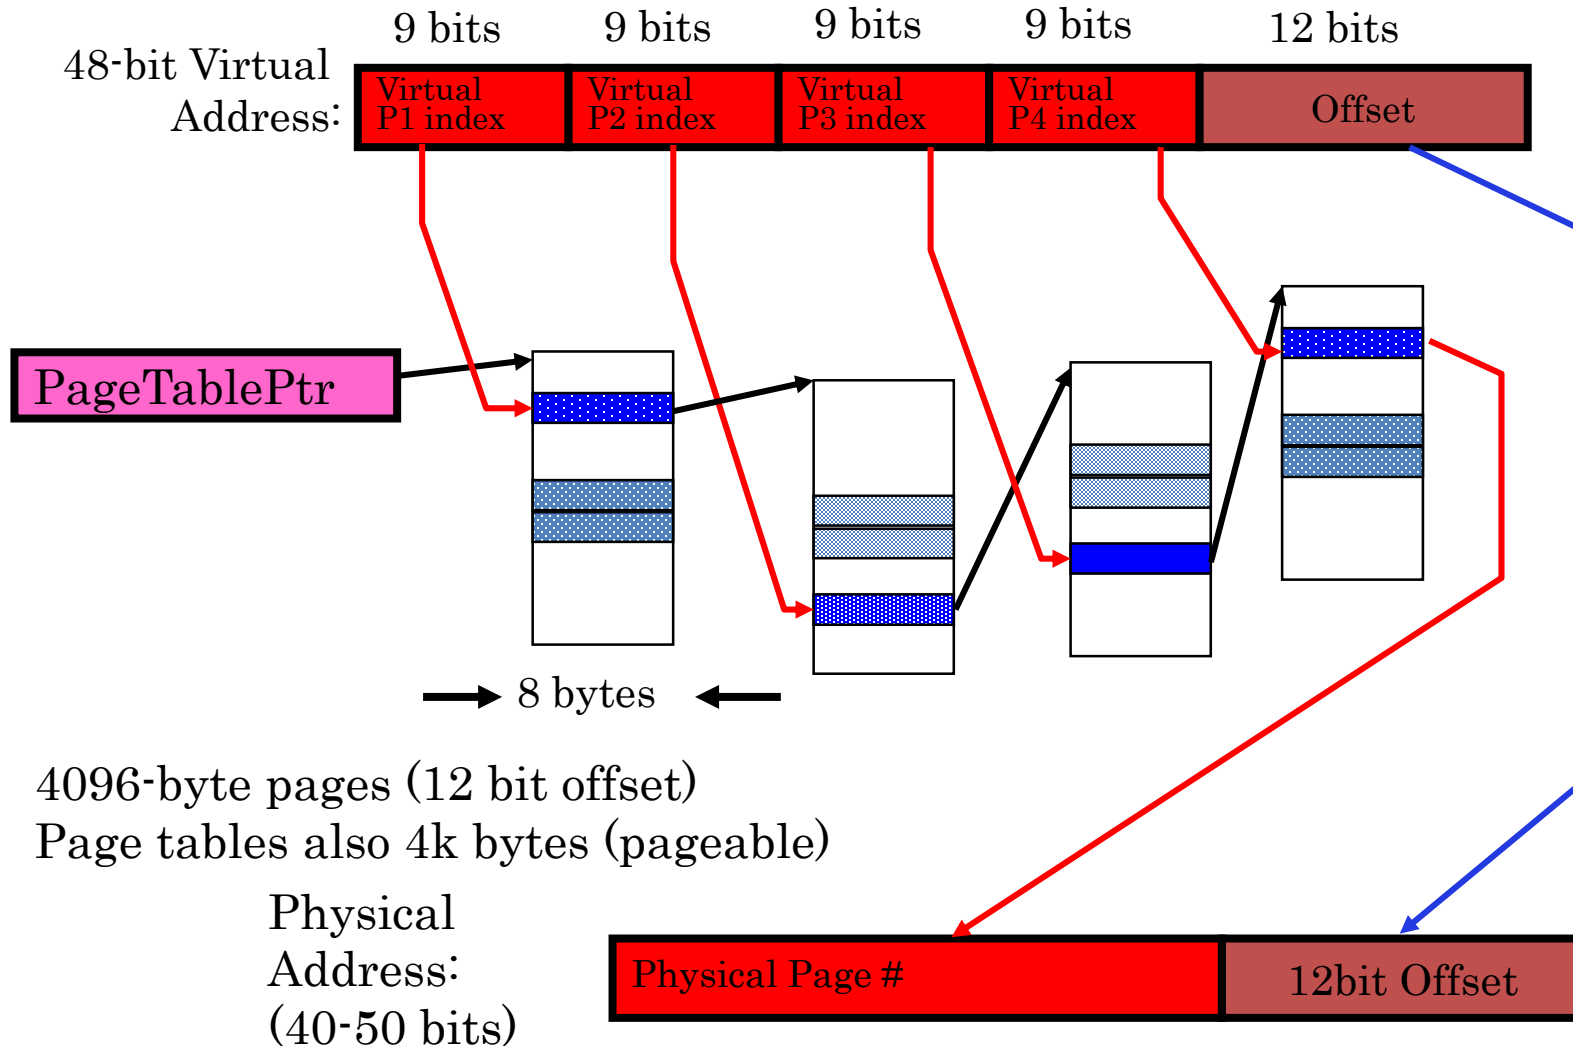 9 bits 9 bits 9 bits 9 bits 12 bits
48-bit Virtual
Address:
Virtual
P1 index
Virtual
P2 index
Virtual
P3 index
Virtual
P4 index
Offset
PageTablePtr
8 bytes
4096-byte pages (12 bit offset)
Page tables also 4k bytes (pageable)
Physical
Address:
(40-50 bits)
Physical Page #
12bit Offset